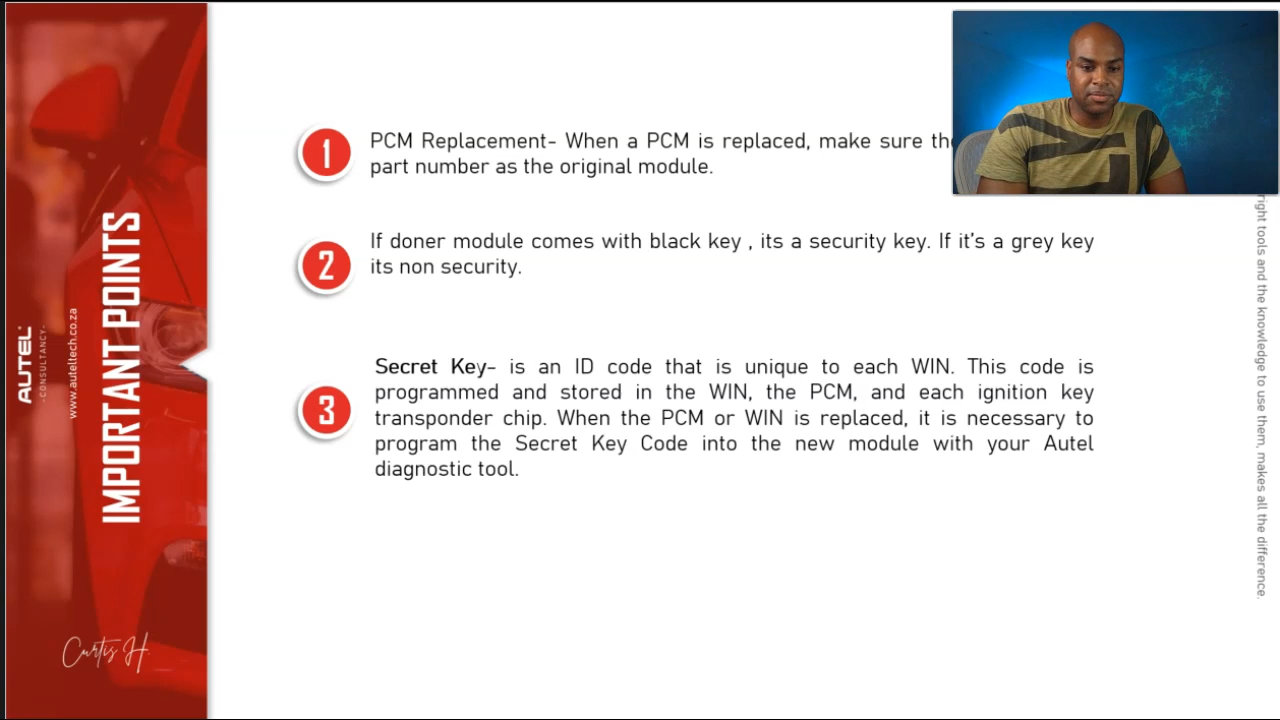 AUTEL
-CONSULTANCY-
www.auteltech.co.za
IMPORTANT POINTS
Curtis H.
1
PCM Replacement- When a PCM is replaced, make sure
part number as the original module.
2
If doner module comes with black key , its a security key. If it's a grey key
its non security.
3
Secret Key- is an ID code that is unique to each WIN. This code is
programmed and stored in the WIN, the PCM, and each ignition key
transponder chip. When the PCM or WIN is replaced, it is necessary to
program the Secret Key Code into the new module with your Autel
diagnostic tool.
right tools and the knowledge to use them, makes all the difference.